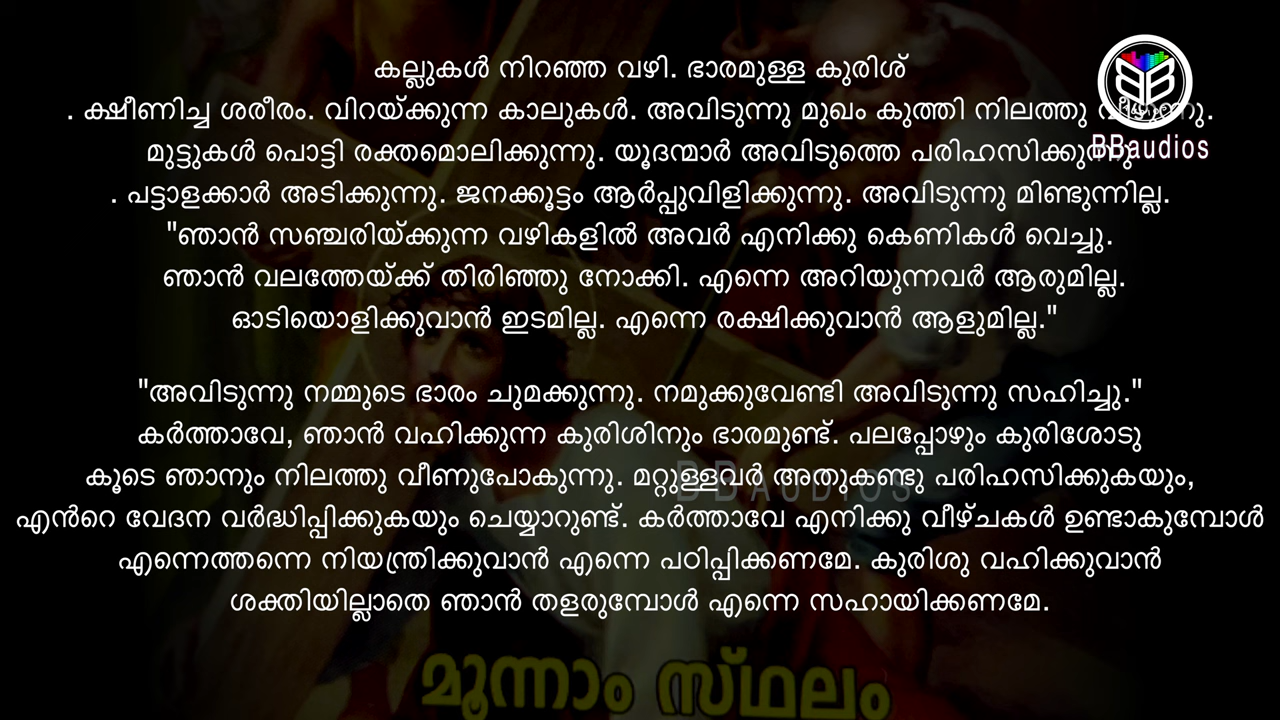 കല്ലുകൾ നിറഞ്ഞ വഴി. ഭാരമുള്ള കുരിശ്
. ക്ഷീണിച്ച ശരീരം. വിറയ്ക്കുന്ന കാലുകൾ. അവിടുന്നു മുഖം കുത്തി നിലത്തു
മുട്ടുകൾ പൊട്ടി രക്തമൊലിക്കുന്നു. യൂദന്മാർ അവിടുത്തെ പരിഹസിക്കുന്നു
. പട്ടാളക്കാർ അടിക്കുന്നു. ജനക്കൂട്ടം ആർപ്പുവിളിക്കുന്നു. അവിടുന്നു മിണ്ടുന്നില്ല.
"ഞാൻ സഞ്ചരിയ്ക്കുന്ന വഴികളിൽ അവർ എനിക്കു കെണികൾ വെച്ചു.
ഞാൻ വലത്തേയ്ക്ക് തിരിഞ്ഞു നോക്കി. എന്നെ അറിയുന്നവർ ആരുമില്ല.
ഓടിയൊളിക്കുവാൻ ഇടമില്ല. എന്നെ രക്ഷിക്കുവാൻ ആളുമില്ല."
"അവിടുന്നു നമ്മുടെ ഭാരം ചുമക്കുന്നു. നമുക്കുവേണ്ടി അവിടുന്നു സഹിച്ചു."
കർത്താവേ, ഞാൻ വഹിക്കുന്ന കുരിശിനും ഭാരമുണ്ട്. പലപ്പോഴും കുരിശോടു
കൂടെ ഞാനും നിലത്തു വീണുപോകുന്നു. മറ്റുള്ളവർ അതുകണ്ടു പരിഹസിക്കുകയും,
എൻറെ വേദന വർദ്ധിപ്പിക്കുകയും ചെയ്യാറുണ്ട്. കർത്താവേ എനിക്കു വീഴ്ചകൾ ഉണ്ടാകുമ്പോൾ
എന്നെത്തന്നെ നിയന്ത്രിക്കുവാൻ എന്നെ പഠിപ്പിക്കണമേ. കുരിശു വഹിക്കുവാൻ
ശക്തിയില്ലാതെ ഞാൻ തളരുമ്പോൾ എന്നെ സഹായിക്കണമേ.
മൂന്നാം സ്ഥലം
BBaudios
BBAUDIOS